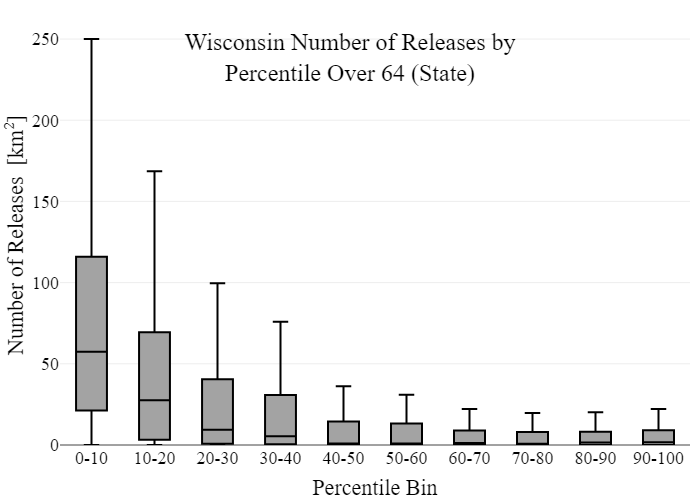 Wisconsin Number of Releases by
Percentile Over 64 (State)
Number of Releases [km²]
250
200
150
100
50
0
0-10 10-20 20-30 30-40 40-50 50-60 60-70 70-80 80-90 90-100
Percentile Bin